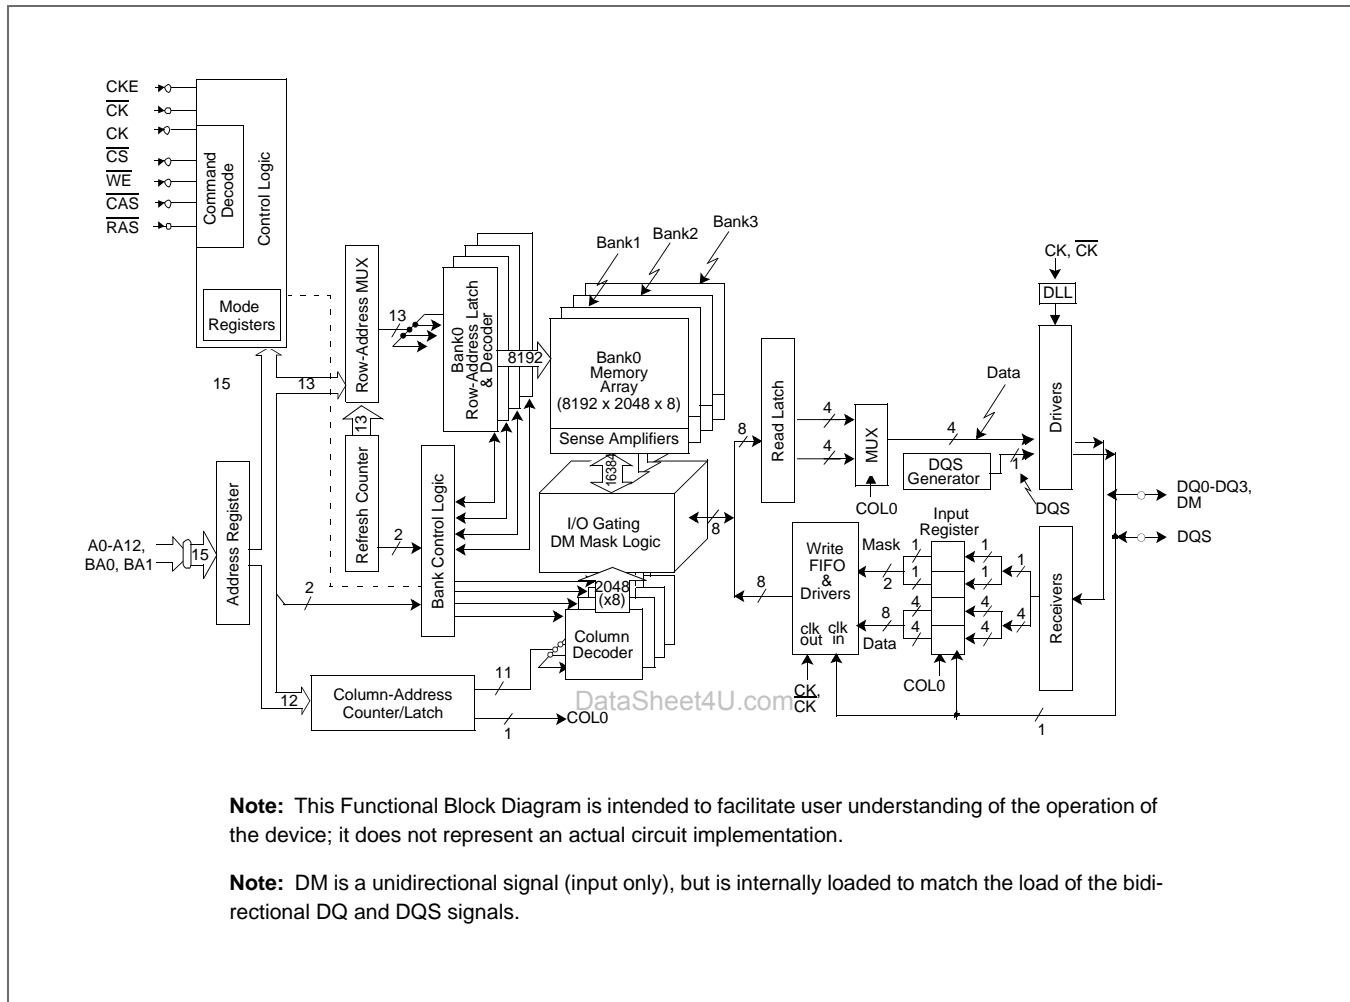 CKE
CK
CK
CS
WE
CAS
RAS
Command
Decode
Control Logic
Mode
Registers
15
13
Row-Address MUX
13
13
Refresh Counter
Bank0
Row-Address Latch
& Decoder
8192
Bank1
Bank2
Bank3
Bank0
Memory
Array
(8192 x 2048 x 8)
Sense Amplifiers
16384
I/O Gating
DM Mask Logic
2048
(x8)
Column
Decoder
Bank Control Logic
2
2
A0-A12,
BA0, BA1
15
Address Register
12
Column-Address
Counter/Latch
11
1
COL0
8
8
8
Read Latch
4
4
MUX
COL0
4
Data
DQS
Generator
1
DQS
CK, CK
DLL
Drivers
DQ0-DQ3,
DM
DQS
Input
Register
Write
FIFO
&
Drivers
clk
out
clk
in
Mask
2
8
Data
1
1
4
4
1
1
4
4
1
4
Receivers
CK,
CK
COL0
1
DataSheet4U.com
Note: This Functional Block Diagram is intended to facilitate user understanding of the operation of
the device; it does not represent an actual circuit implementation.
Note: DM is a unidirectional signal (input only), but is internally loaded to match the load of the bidi-
rectional DQ and DQS signals.